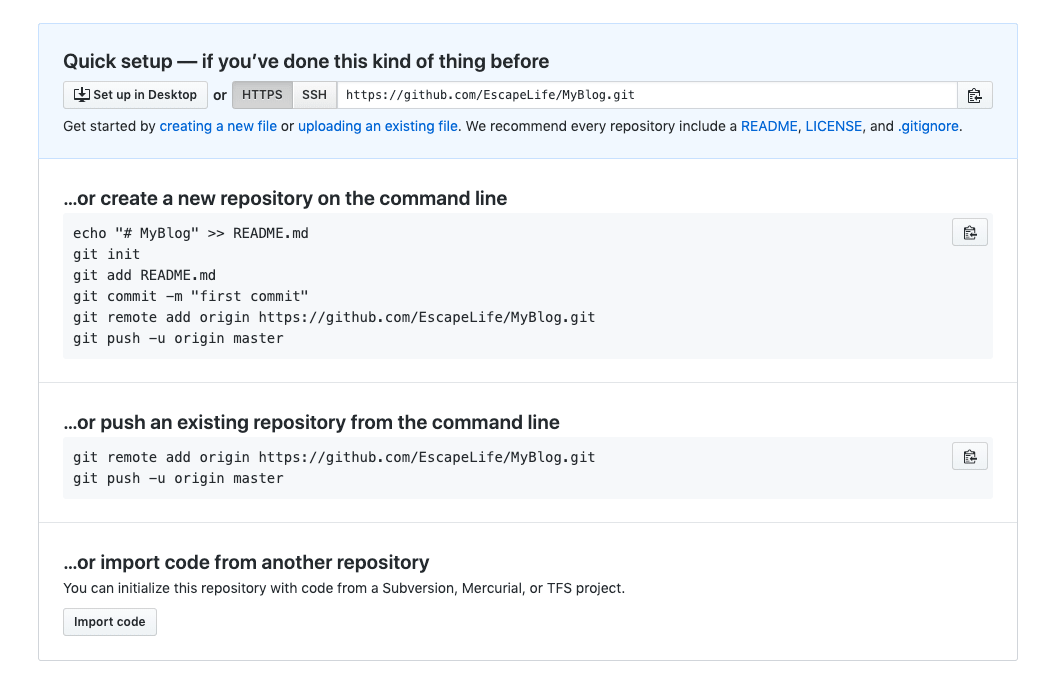 Quick setup — if you’ve done this kind of thing before
Set up in Desktop or HTTPS SSH https://github.com/EscapeLife/MyBlog.git
Get started by creating a new file or uploading an existing file. We recommend every repository include a README, LICENSE, and .gitignore.
…or create a new repository on the command line
echo "# MyBlog" >> README.md
git init
git add README.md
git commit -m "first commit"
git remote add origin https://github.com/EscapeLife/MyBlog.git
git push -u origin master
…or push an existing repository from the command line
git remote add origin https://github.com/EscapeLife/MyBlog.git
git push -u origin master
…or import code from another repository
You can initialize this repository with code from a Subversion, Mercurial, or TFS project.
Import code